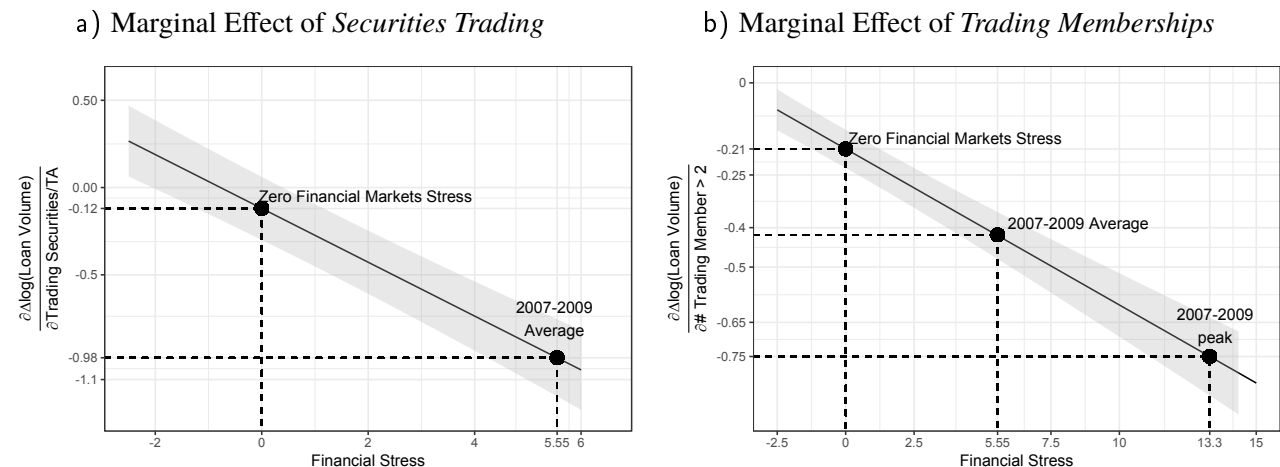 a) Marginal Effect of Securities Trading
∂Δlog(Loan Volume)
∂Trading Securities/TA
0.50
0.00
-0.12
-0.5
-0.98
-1.1
Zero Financial Markets Stress
2007-2009
Average
-2
0
2
4
5.55
6
Financial Stress
b) Marginal Effect of Trading Memberships
∂Δlog(Loan Volume)
∂# Trading Member > 2
0
-0.21
-0.25
-0.4
-0.5
-0.65
-0.75
Zero Financial Markets Stress
2007-2009 Average
2007-2009
peak
-2.5
0
2.5
5.55
7.5
10
13.3
15
Financial Stress